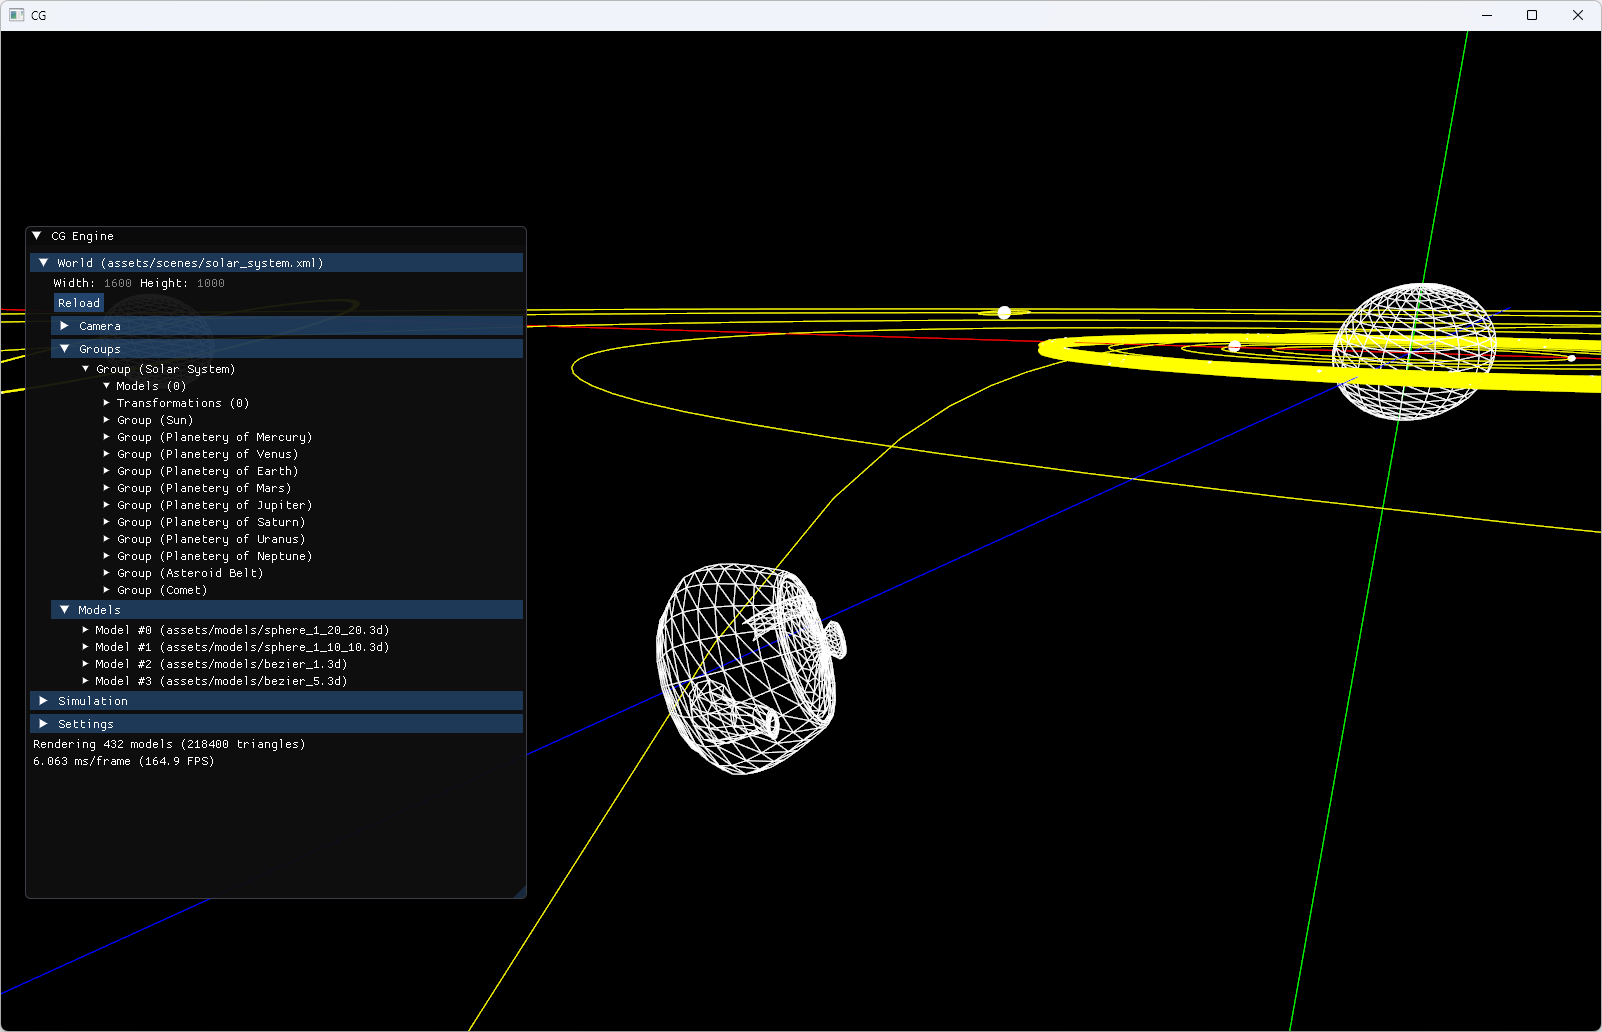 CG
CG Engine
World (assets/scenes/solar_system.xml)
Width: 1600 Height: 1000
Reload
Camera
Groups
Group (Solar System)
Models (0)
Transformations (0)
Group (Sun)
Group (Planetery of Mercury)
Group (Planetery of Venus)
Group (Planetery of Earth)
Group (Planetery of Mars)
Group (Planetery of Jupiter)
Group (Planetery of Saturn)
Group (Planetery of Uranus)
Group (Planetery of Neptune)
Group (Asteroid Belt)
Group (Comet)
Models
Model #0 (assets/models/sphere_1_20_20.3d)
Model #1 (assets/models/sphere_1_10_10.3d)
Model #2 (assets/models/bezier_1.3d)
Model #3 (assets/models/bezier_5.3d)
Simulation
Settings
Rendering 432 models (218400 triangles)
6.063 ms/frame (164.9 FPS)